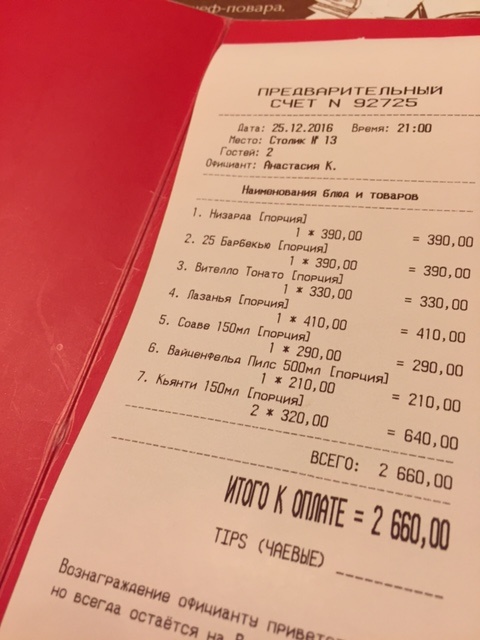 еф-повара,
ПРЕДВАРИТЕЛЬНЫЙ
СЧЕТ N 92725
Дата: 25.12.2016 Время: 21:00
Место: Столик № 13
Гостей: 2
Официант: Анастасия К.
Наименования блюд и товаров
1. Низарда [порция]
1 * 390,00 = 390,00
2. 25 Барбекью [порция]
1 * 390,00 = 390,00
3. Вителло Тонато [порция]
1 * 330,00 = 330,00
4. Лазанья [порция]
1 * 410,00 = 410,00
5. Соаве 150мл [порция]
1 * 290,00 = 290,00
6. Вайценфельд Пилс 500мл [порция]
1 * 210,00 = 210,00
7. Кьянти 150мл [порция]
2 * 320,00 = 640,00
ВСЕГО: 2 660,00
ИТОГО К ОПЛАТЕ = 2 660,00
TIPS (ЧАЕВЫЕ)
Вознаграждение официанту приветс
но всегда остаётся на В